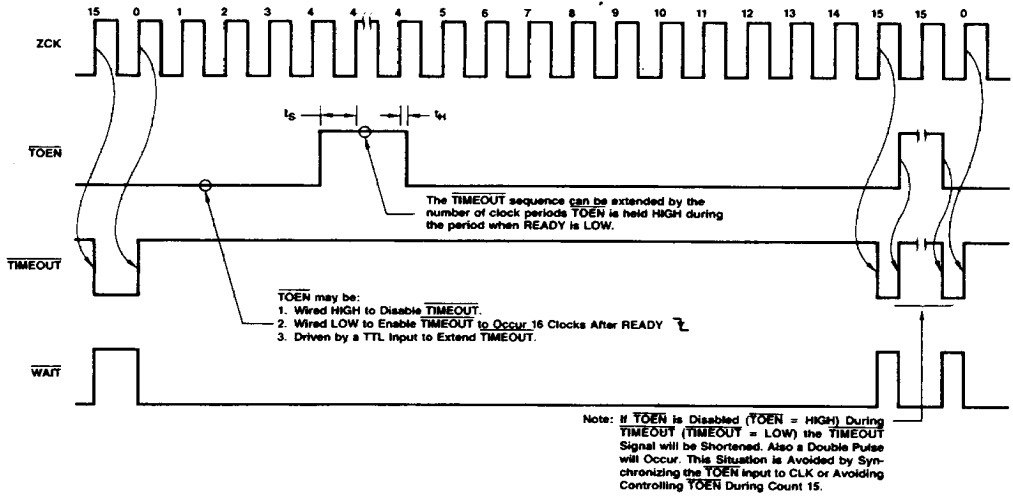 15 0 1 2 3 4 4 4 5 6 7 8 9 10 11 12 13 14 15 15 0
ZCK
tS tH
TOEN
The TIMEOUT sequence can be extended by the
number of clock periods TOEN is held HIGH during
the period when READY is LOW.
TIMEOUT
TOEN may be:
1. Wired HIGH to Disable TIMEOUT.
2. Wired LOW to Enable TIMEOUT to Occur 16 Clocks After READY
3. Driven by a TTL Input to Extend TIMEOUT.
WAIT
Note: If TOEN is Disabled (TOEN = HIGH) During
TIMEOUT (TIMEOUT = LOW) the TIMEOUT
Signal will be Shortened. Also a Double Pulse
will Occur. This Situation is Avoided by Syn-
chronizing the TOEN Input to CLK or Avoiding
Controlling TOEN During Count 15.